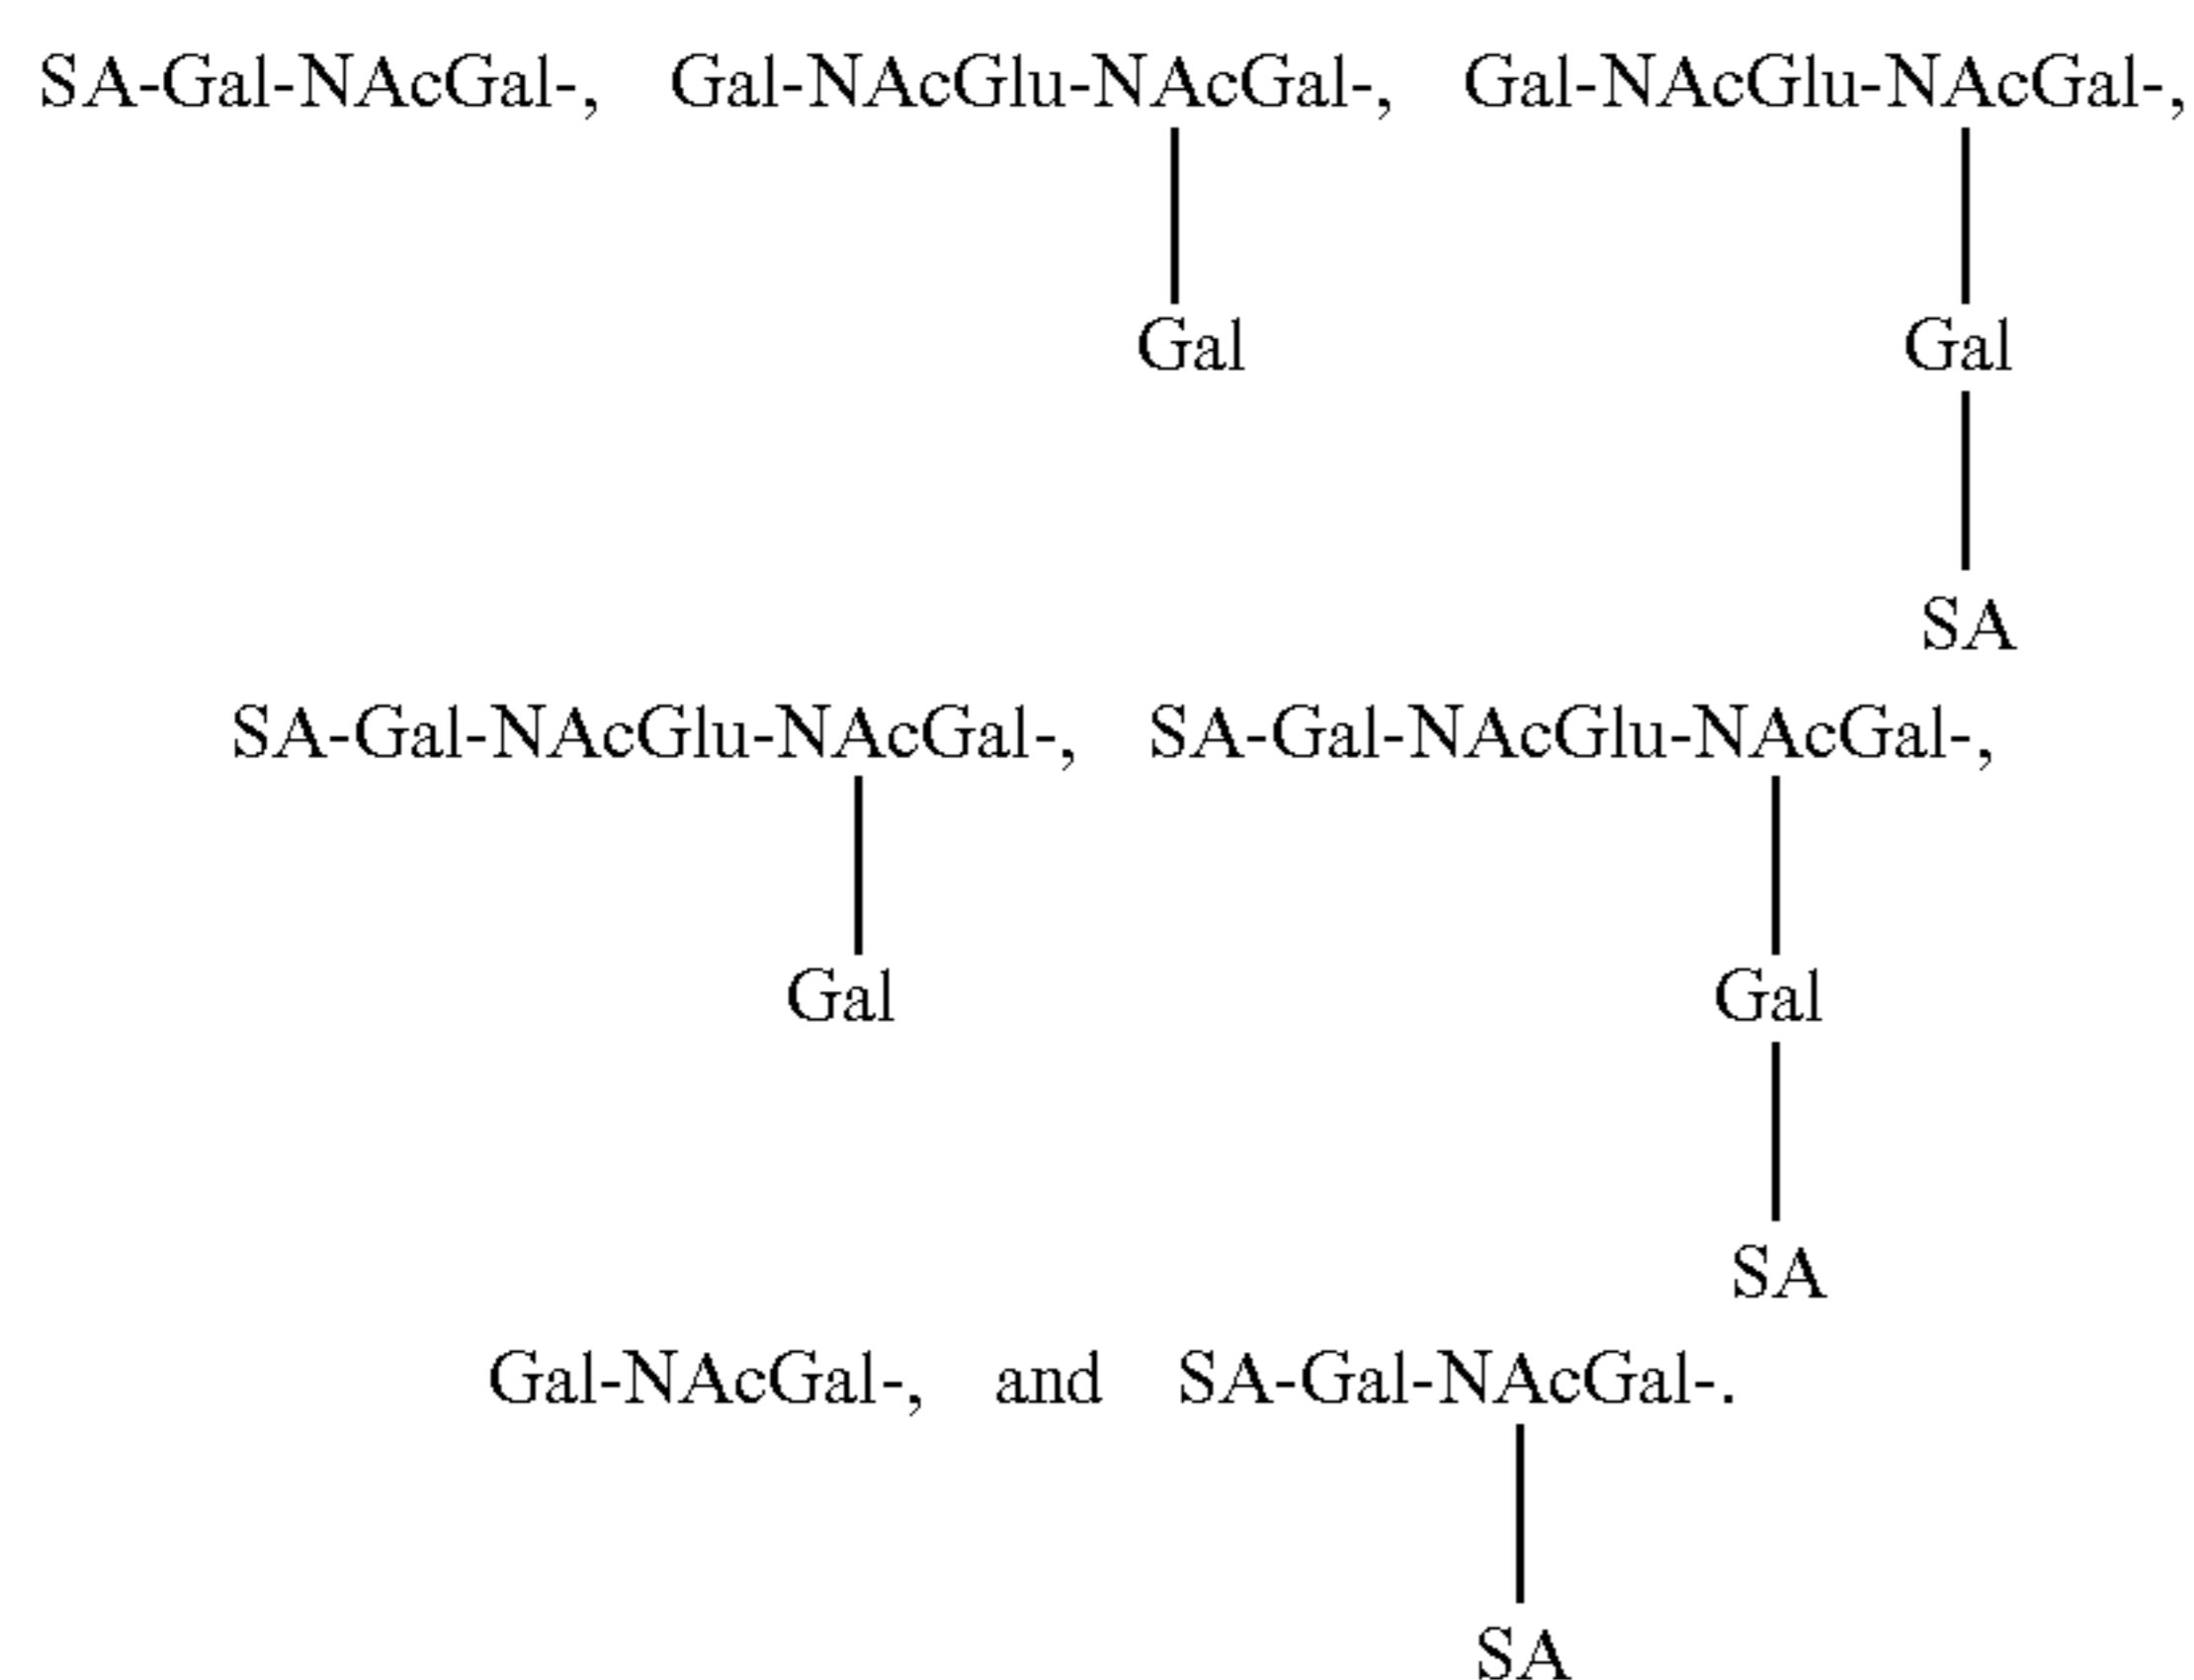 SA-Gal-NAcGal-, Gal-NAcGlu-NAcGal-, Gal-NAcGlu-NAcGal-,
Gal Gal
SA
SA-Gal-NAcGlu-NAcGal-, SA-Gal-NAcGlu-NAcGal-,
Gal Gal
SA
Gal-NAcGal-, and SA-Gal-NAcGal-.
SA